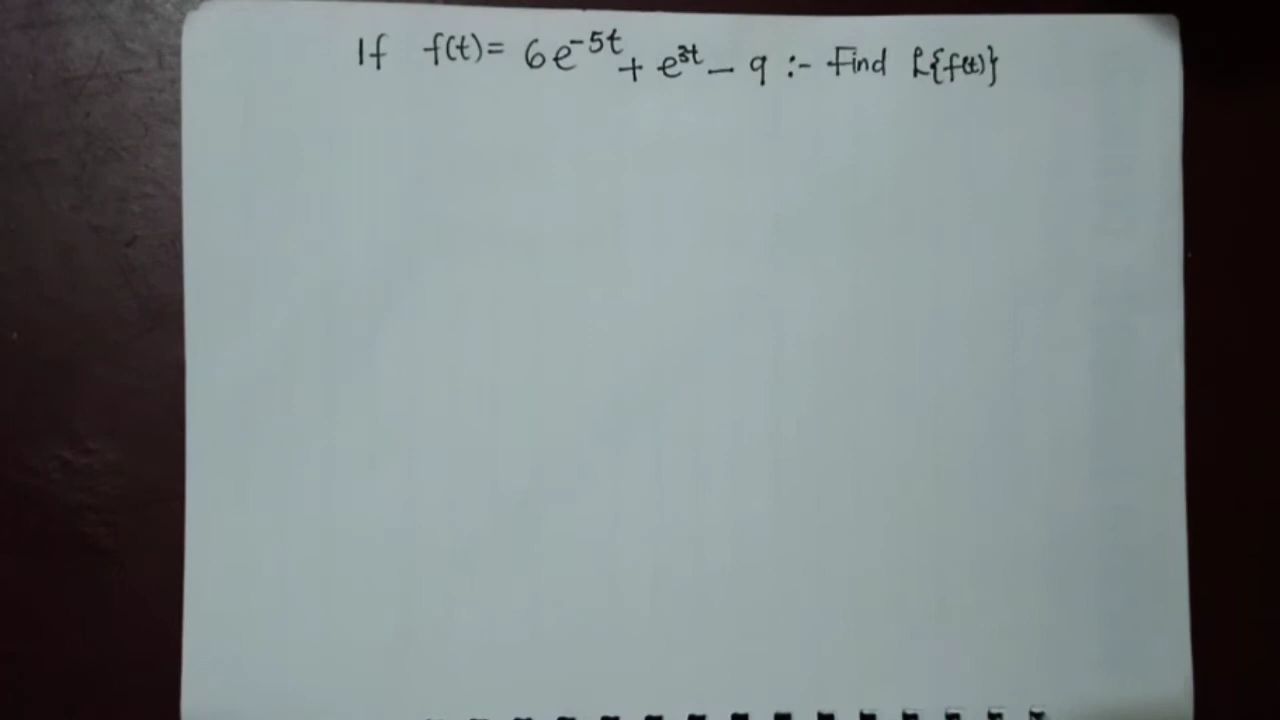 If f(t)= 6e^{-5t} + e^{3t} - 9 :- Find L{f(t)}